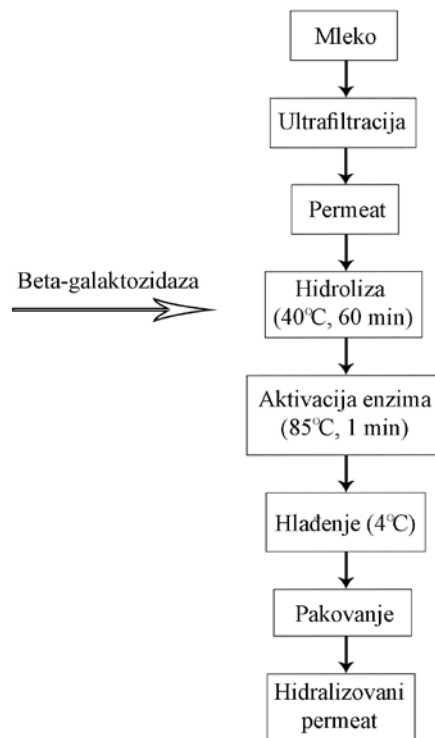 Mleko
Ultrafiltracija
Permeat
Beta-galaktozidaza
Hidroliza
(40°C, 60 min)
Aktivacija enzima
(85°C, 1 min)
Hlađenje (4°C)
Pakovanje
Hidralizovani
permeat